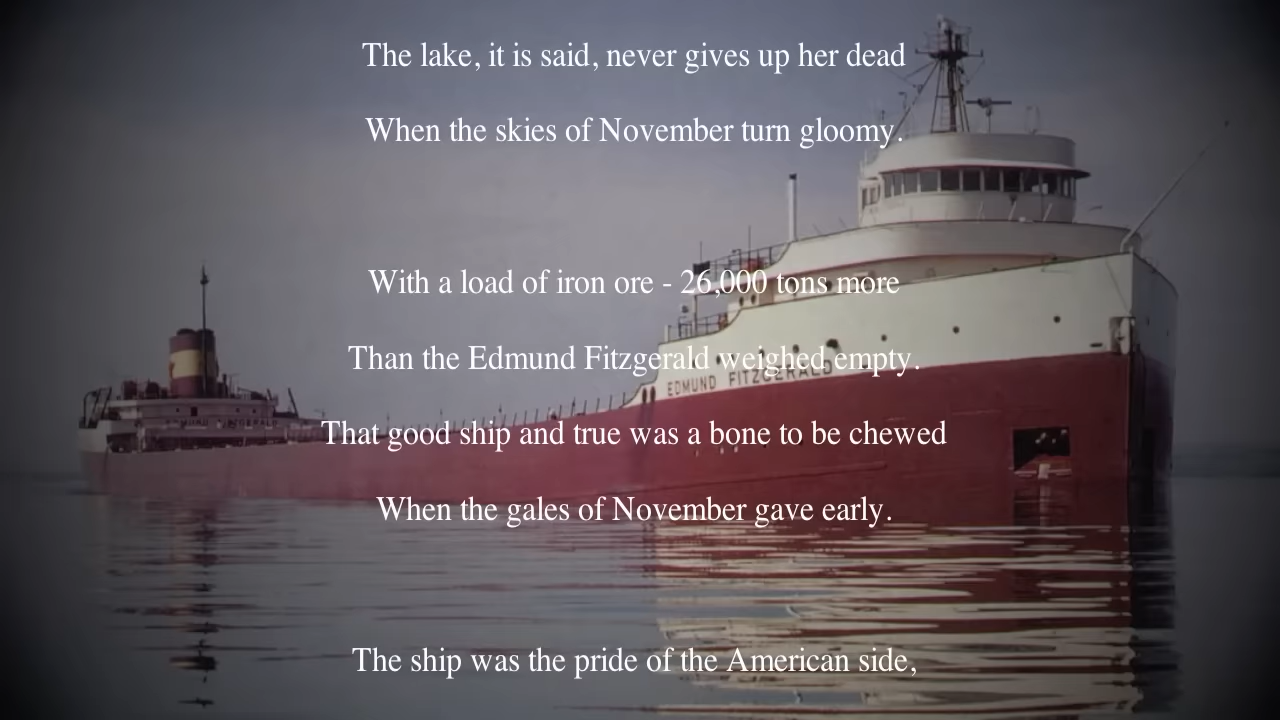 The lake, it is said, never gives up her dead
When the skies of November turn gloomy.
With a load of iron ore - 26,000 tons more
Than the Edmund Fitzgerald weighed empty.
EDMUND FITZGERALD
That good ship and true was a bone to be chewed
When the gales of November gave early.
The ship was the pride of the American side,